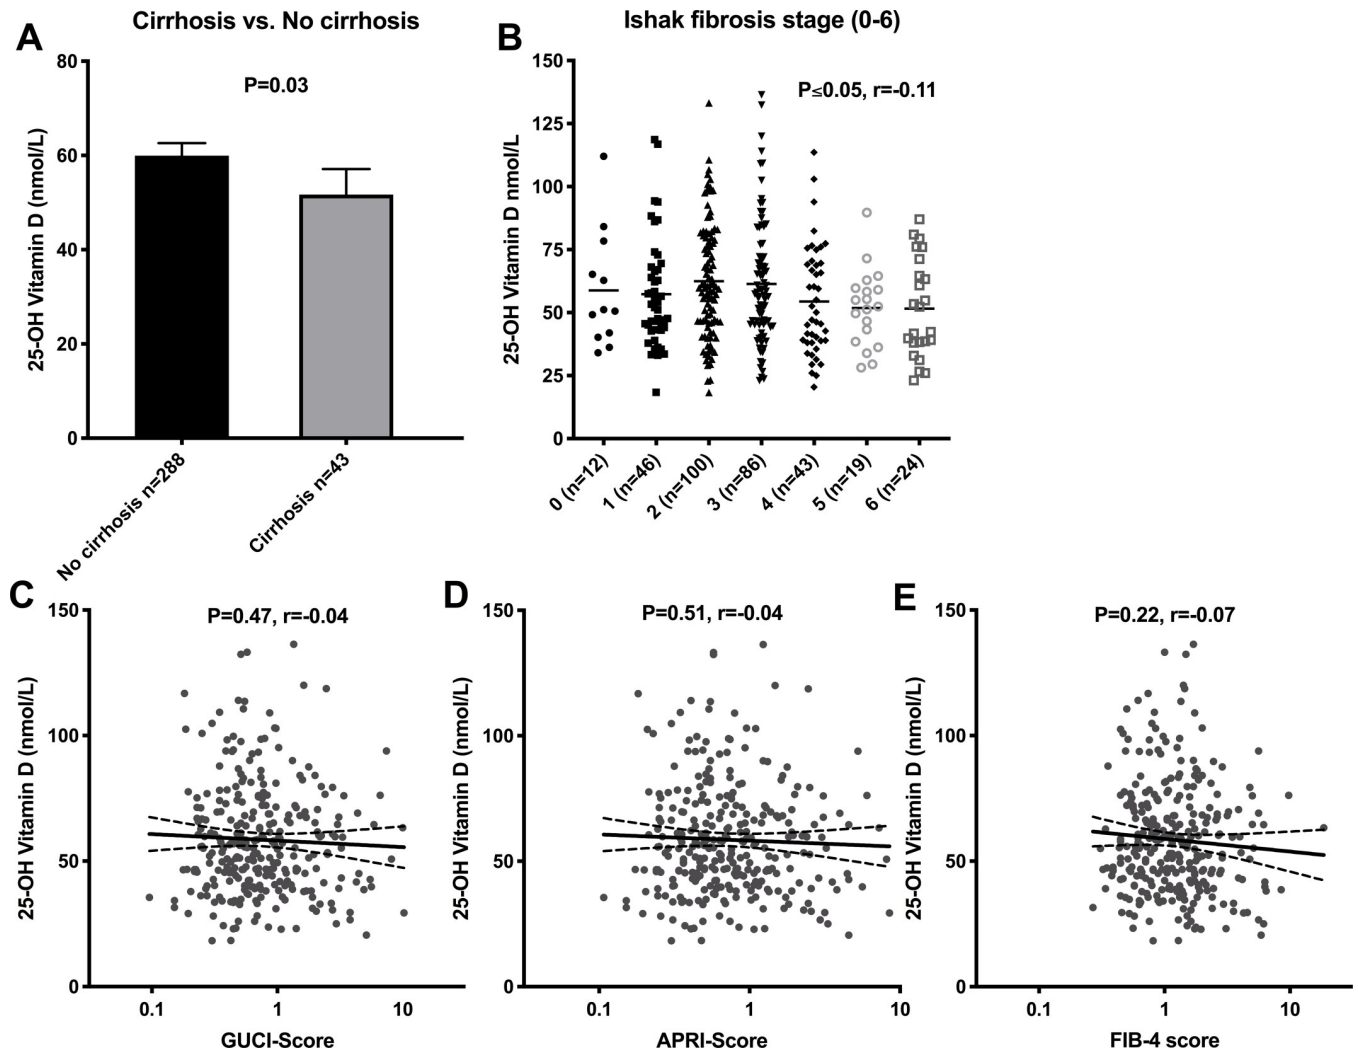 A
Cirrhosis vs. No cirrhosis
P=0.03
25-OH Vitamin D (nmol/L)
80
60
40
20
0
No cirrhosis n=288
Cirrhosis n=43
B
Ishak fibrosis stage (0-6)
P≤0.05, r=-0.11
25-OH Vitamin D nmol/L
150
125
100
75
50
25
0
0 (n=12)
1 (n=46)
2 (n=100)
3 (n=86)
4 (n=43)
5 (n=19)
6 (n=24)
C
P=0.47, r=-0.04
25-OH Vitamin D (nmol/L)
150
100
50
0
0.1
1
10
GUCI-Score
D
P=0.51, r=-0.04
25-OH Vitamin D (nmol/L)
150
100
50
0
0.1
1
10
APRI-Score
E
P=0.22, r=-0.07
25-OH Vitamin D (nmol/L)
150
100
50
0
0.1
1
10
FIB-4 score